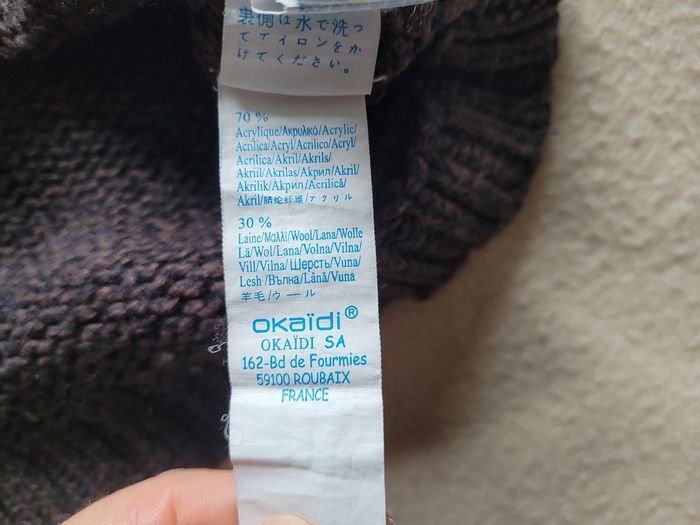 裏側は水で洗っ
てアイロンをか
けてください。
70 %
Acrylique/Ακρυλικό/Acrylic/
Acrílica/Acryl/Acrilico/Acryl/
Acrílica/Akril/Akrils/
Akriil/Akrilas/Акрил/Akril/
Akrilik/Акрил/Acrilică/
Akril/腈纶纤维/アクリル
30 %
Laine/Μαλλί/Wool/Lana/Wolle
Lã/Wol/Lana/Volna/Vilna/
Vill/Vilna/Шерсть/Vuna/
Lesh/Вълна/Lână/Vuna
羊毛/ウール
okaïdi®
OKAÏDI SA
162-Bd de Fourmies
59100 ROUBAIX
FRANCE